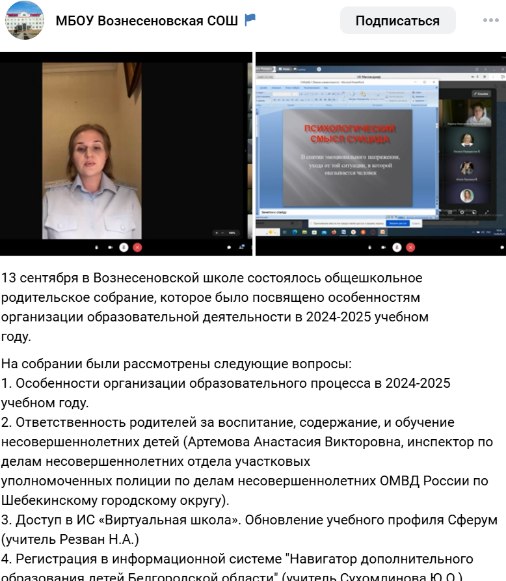 МБОУ Вознесеновская СОШ
Подписаться
ПСИХОЛОГИЧЕСКИЙ
СМЫСЛ СУИЦИДА
13 сентября в Вознесеновской школе состоялось общешкольное
родительское собрание, которое было посвящено особенностям
организации образовательной деятельности в 2024-2025 учебном
году.
На собрании были рассмотрены следующие вопросы:
1. Особенности организации образовательного процесса в 2024-2025
учебном году.
2. Ответственность родителей за воспитание, содержание, и обучение
несовершеннолетних детей (Артемова Анастасия Викторовна, инспектор по
делам несовершеннолетних отдела участковых
уполномоченных полиции по делам несовершеннолетних ОМВД России по
Шебекинскому городскому округу).
3. Доступ в ИС «Виртуальная школа». Обновление учебного профиля Сферум
(учитель Резван Н.А.)
4. Регистрация в информационной системе "Навигатор дополнительного
образования детей Белгородской области" (учитель Сухомлинова Ю.О.)